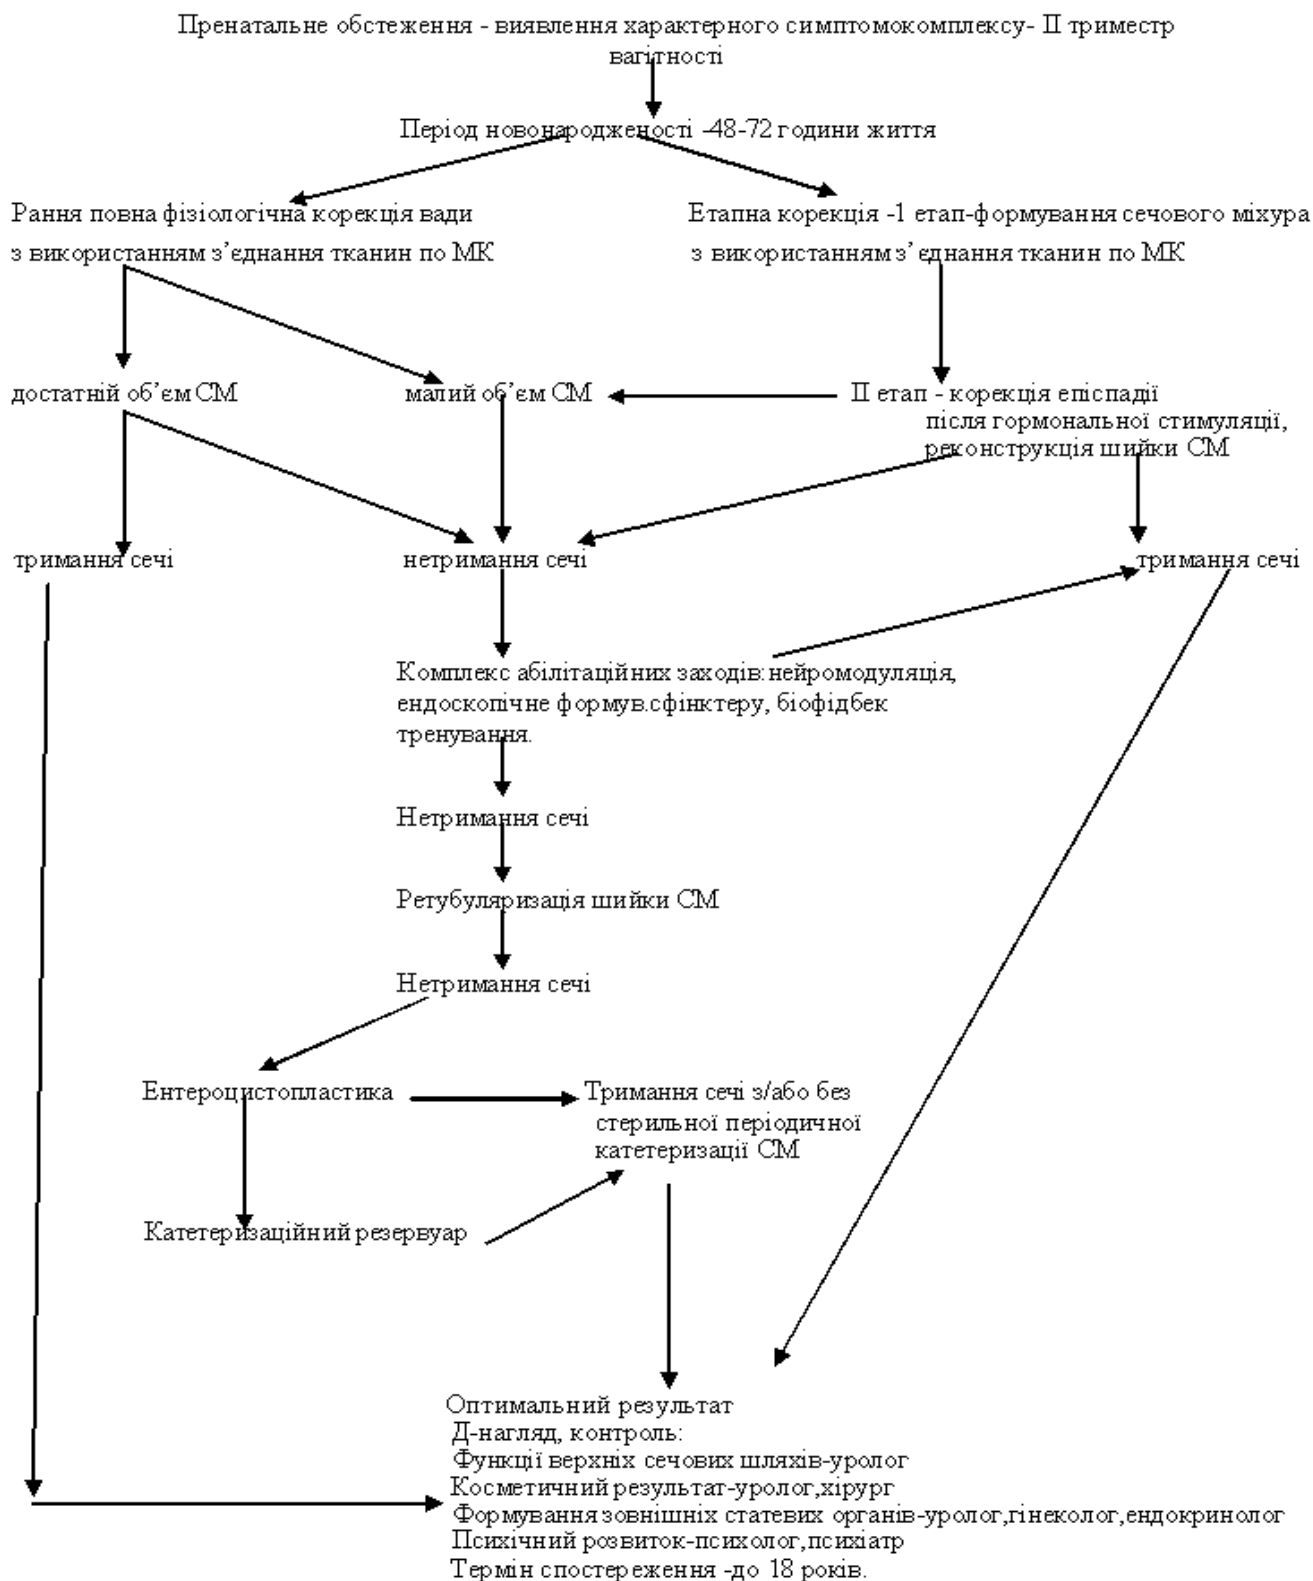 Пренатальне обстеження - виявлення характерного симптомокомплексу- ІІ триместр
вагітності
Період новонародженості -48-72 години життя
Рання повна фізіологічна корекція вади
з використанням з’єднання тканин по МК
Етапна корекція -1 етап-формування сечового міхура
з використанням з’єднання тканин по МК
достатній об’єм СМ
малий об’єм СМ
ІІ етап - корекція епіспадії
після гормональної стимуляції,
реконструкція шийки СМ
тримання сечі
нетримання сечі
тримання сечі
Комплекс абілітаційних заходів:нейромодуляція,
ендоскопічне формув.сфінктеру, біофідбек
тренування.
Нетримання сечі
Ретубуляризація шийки СМ
Нетримання сечі
Ентероцистопластика
Тримання сечі з/або без
стерильної періодичної
катетеризації СМ
Катетеризаційний резервуар
Оптимальний результат
Д-нагляд, контроль:
Функції верхніх сечових шляхів-уролог
Косметичний результат-уролог,хірург
Формування зовнішніх статевих органів-уролог,гінеколог,ендокринолог
Психічний розвиток-психолог,психіатр
Термін спостереження -до 18 років.